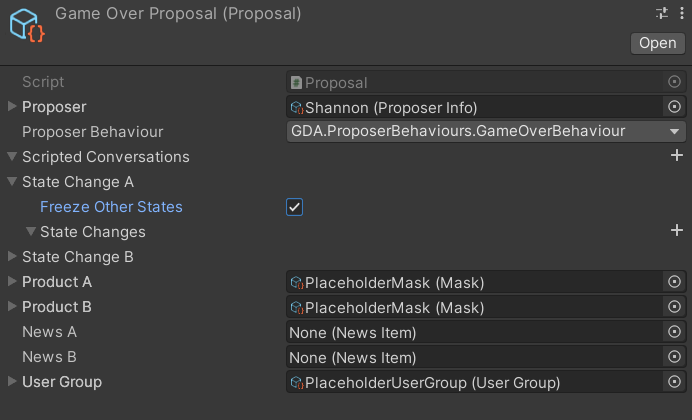 Game Over Proposal (Proposal)
Open
Script Proposal
Proposer Shannon (Proposer Info)
Proposer Behaviour GDA.ProposerBehaviours.GameOverBehaviour
Scripted Conversations
State Change A
Freeze Other States
State Changes
State Change B
Product A PlaceholderMask (Mask)
Product B PlaceholderMask (Mask)
News A None (News Item)
News B None (News Item)
User Group PlaceholderUserGroup (User Group)